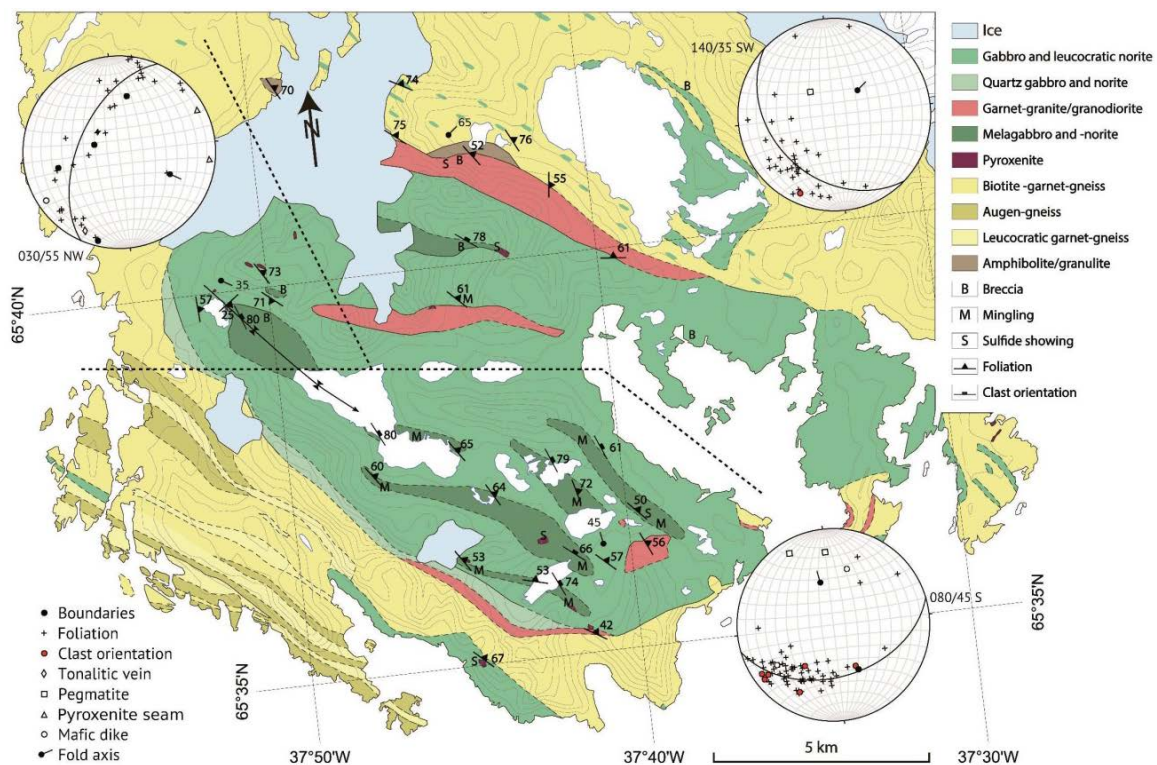 140/35 SW
030/55 NW
080/45 S
Ice
Gabbro and leucocratic norite
Quartz gabbro and norite
Garnet-granite/granodiorite
Melagabbro and -norite
Pyroxenite
Biotite -garnet-gneiss
Augen-gneiss
Leucocratic garnet-gneiss
Amphibolite/granulite
B Breccia
M Mingling
S Sulfide showing
Foliation
Clast orientation
N
70
74
75
65
76
52
S B
55
B
78
B S
61
73
35
B
71
57
25
80
B
61
M
B
65°40'N
80
M
65
M
61
79
60
M
64
72
M
50
S
M
45
S
66
M
57
56
53
M
53
74
M
42
S
67
65°35'N
65°35'N
Boundaries
Foliation
Clast orientation
Tonalitic vein
Pegmatite
Pyroxenite seam
Mafic dike
Fold axis
37°50'W
37°40'W
37°30'W
5 km